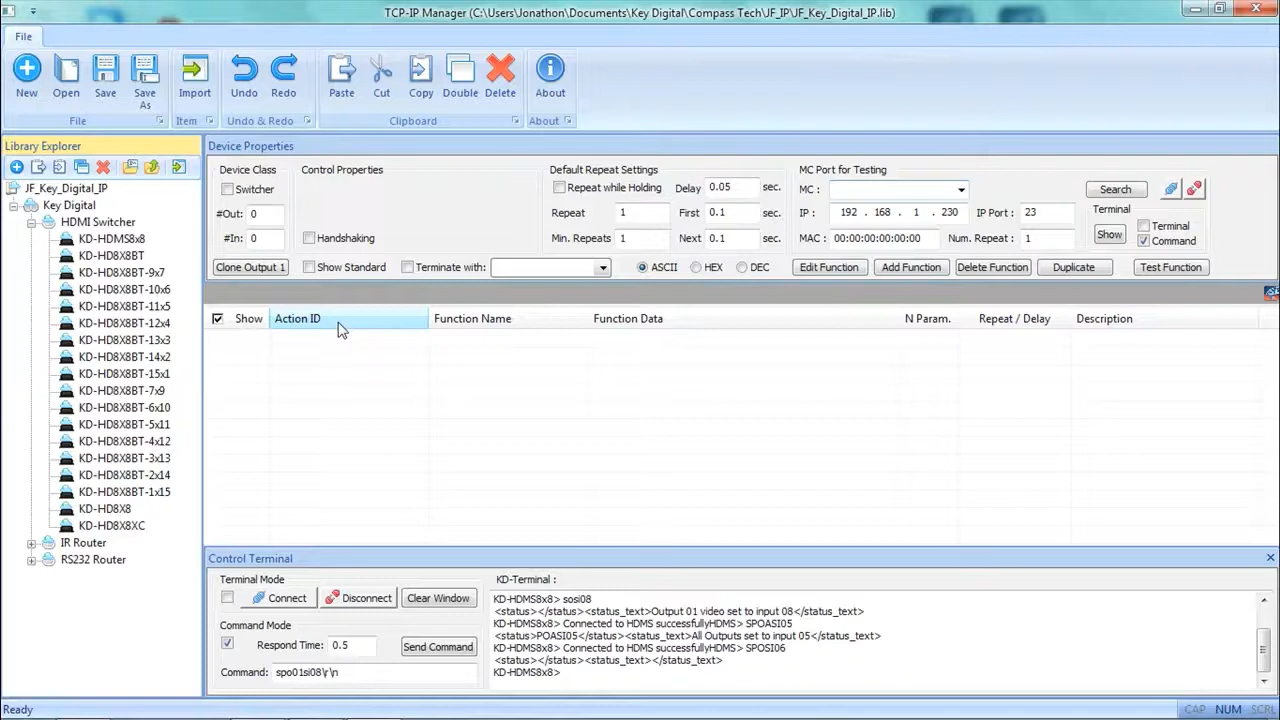 TCP-IP Manager (C:\Users\Jonathon\Documents\Key Digital\Compass Tech\JF_IP\JF_Key_Digital_IP.lib)
File
New Open Save Save As Import Undo Redo Paste Cut Copy Double Delete About
File Item Undo & Redo Clipboard About
Library Explorer
JF_Key_Digital_IP
Key Digital
HDMI Switcher
KD-HDMS8x8
KD-HD8X8BT
KD-HD8X8BT-9x7
KD-HD8X8BT-10x6
KD-HD8X8BT-11x5
KD-HD8X8BT-12x4
KD-HD8X8BT-13x3
KD-HD8X8BT-14x2
KD-HD8X8BT-15x1
KD-HD8X8BT-7x9
KD-HD8X8BT-6x10
KD-HD8X8BT-5x11
KD-HD8X8BT-4x12
KD-HD8X8BT-3x13
KD-HD8X8BT-2x14
KD-HD8X8BT-1x15
KD-HD8X8
KD-HD8X8XC
IR Router
RS232 Router
Device Properties
Device Class Control Properties Default Repeat Settings MC Port for Testing
Switcher Repeat while Holding Delay 0.05 sec. MC : Search
#Out: 0 Repeat 1 First 0.1 sec. IP : 192 . 168 . 1 . 230 IP Port : 23 Terminal
Show Terminal
#In: 0 Handshaking Min. Repeats 1 Next 0.1 sec. MAC : 00:00:00:00:00:00 Num. Repeat : 1 Command
Clone Output 1 Show Standard Terminate with: ASCII HEX DEC Edit Function Add Function Delete Function Duplicate Test Function
Show Action ID Function Name Function Data N Param. Repeat / Delay Description
Control Terminal
Terminal Mode
Connect Disconnect Clear Window
Command Mode
Respond Time: 0.5 Send Command
Command: spo01si08\r\n
KD-Terminal :
KD-HDMS8x8> sosi08
<status></status><status_text>Output 01 video set to input 08</status_text>
KD-HDMS8x8> Connected to HDMS successfullyHDMS> SPOASI05
<status>POASI05</status><status_text>All Outputs set to input 05</status_text>
KD-HDMS8x8> Connected to HDMS successfullyHDMS> SPOSI06
<status></status><status_text></status_text>
KD-HDMS8x8>
Ready CAP NUM SCRL